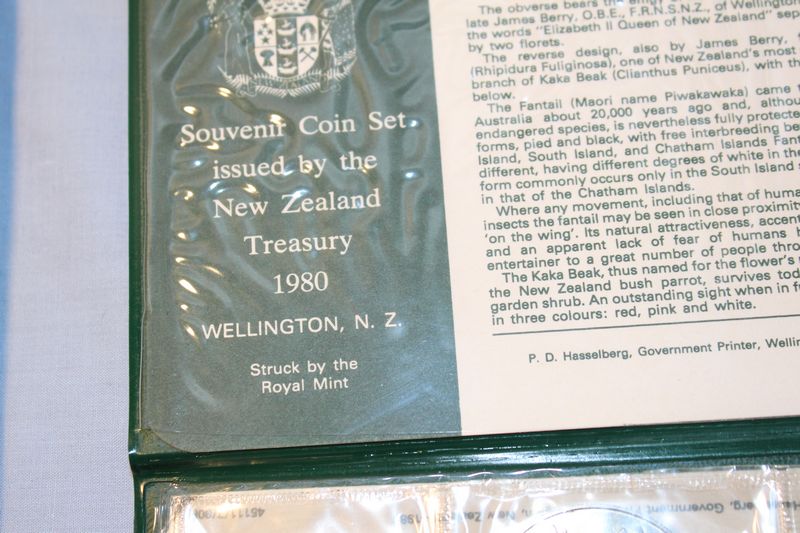 Souvenir Coin Set
issued by the
New Zealand
Treasury
1980
WELLINGTON, N. Z.
Struck by the
Royal Mint
The obverse bears the effigy of
late James Berry, O.B.E., F.R.N.S.N.Z., of Wellington
the words "Elizabeth II Queen of New Zealand" sep
by two florets.
The reverse design, also by James Berry,
(Rhipidura Fuliginosa), one of New Zealand's most
branch of Kaka Beak (Clianthus Puniceus), with the
below.
The Fantail (Maori name Piwakawaka) came
Australia about 20,000 years ago and, althou
endangered species, is nevertheless fully protecte
forms, pied and black, with free interbreeding be
Island, South Island, and Chatham Islands Fant
different, having different degrees of white in the
form commonly occurs only in the South Island
in that of the Chatham Islands.
Where any movement, including that of huma
insects the fantail may be seen in close proximity
'on the wing'. Its natural attractiveness, accent
and an apparent lack of fear of humans h
entertainer to a great number of people thro
The Kaka Beak, thus named for the flower's
the New Zealand bush parrot, survives tod
garden shrub. An outstanding sight when in f
in three colours: red, pink and white.
P. D. Hasselberg, Government Printer, Wellin